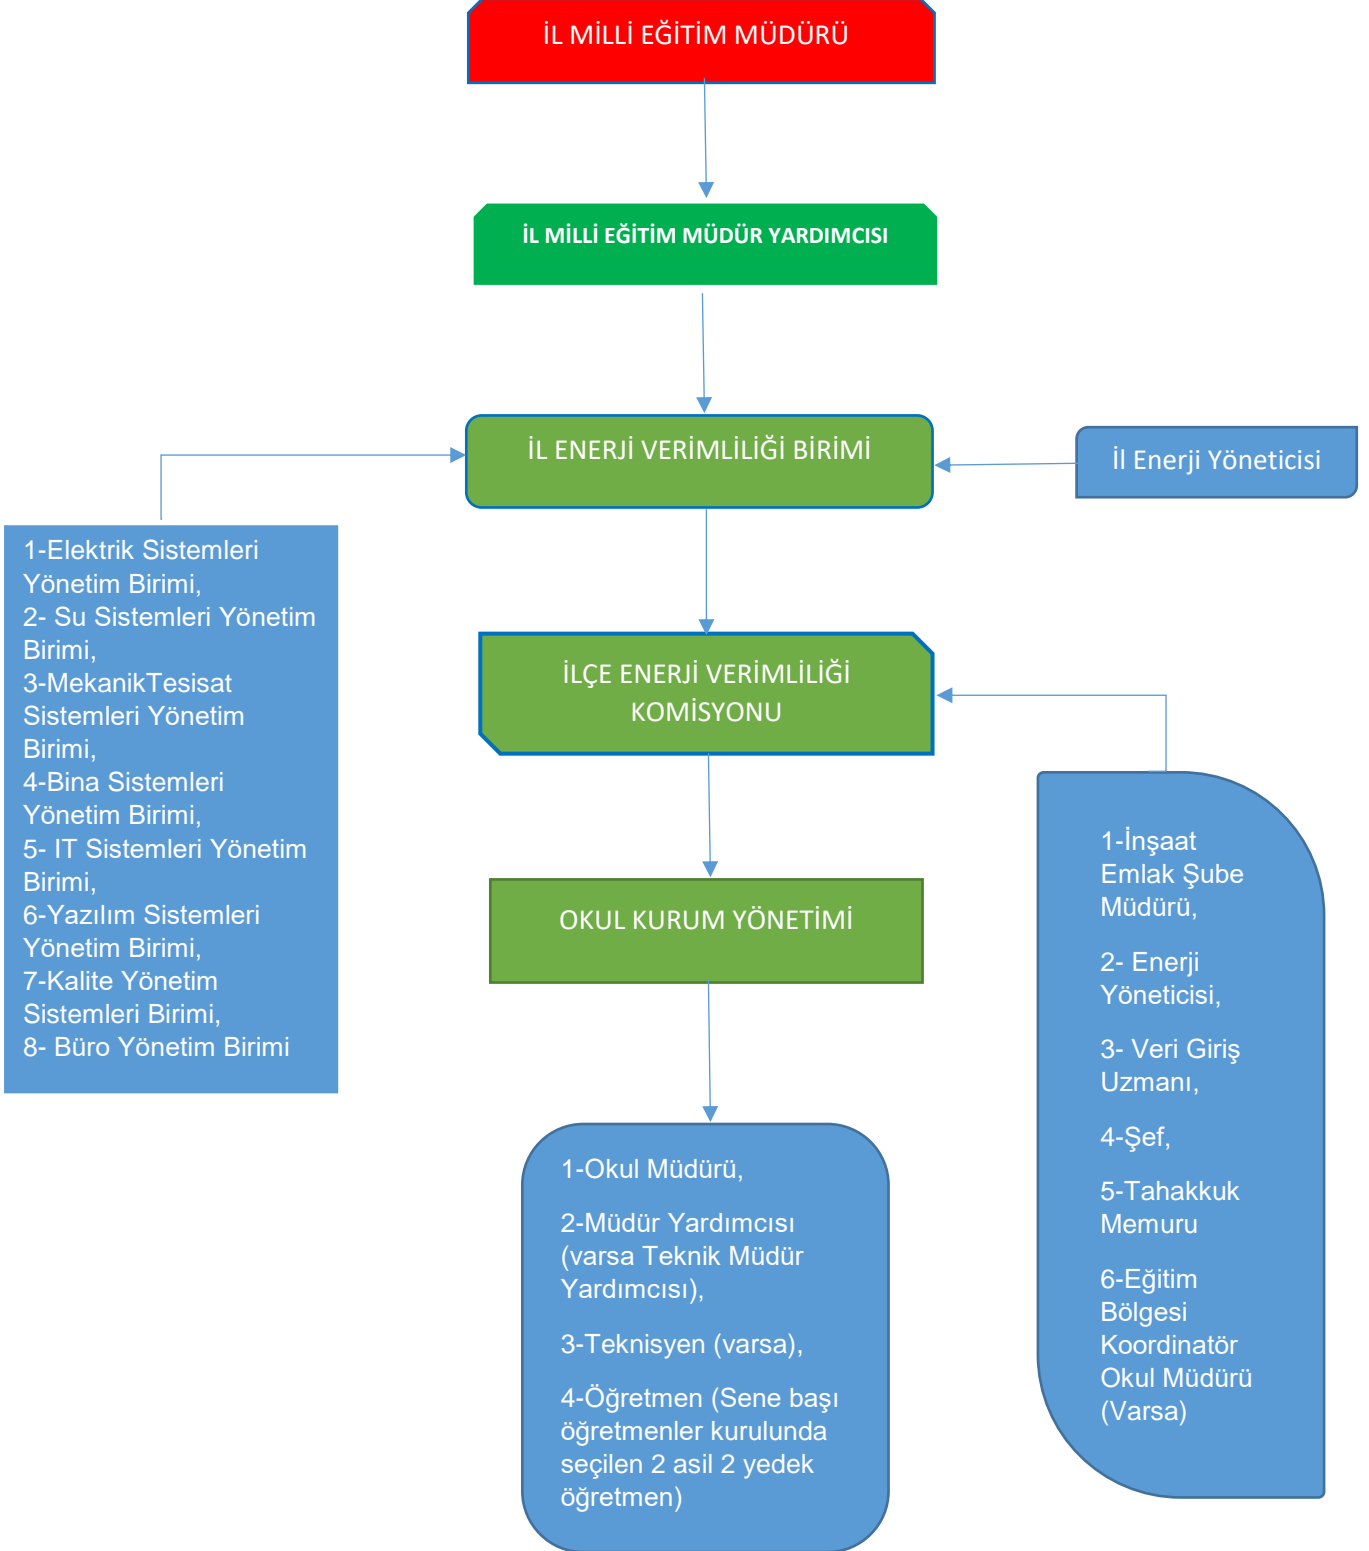 İL MİLLİ EĞİTİM MÜDÜRÜ
İL MİLLİ EĞİTİM MÜDÜR YARDIMCISI
İL ENERJİ VERİMLİLİĞİ BİRİMİ
İl Enerji Yöneticisi
1-Elektrik Sistemleri
Yönetim Birimi,
2- Su Sistemleri Yönetim
Birimi,
3-MekanikTesisat
Sistemleri Yönetim
Birimi,
4-Bina Sistemleri
Yönetim Birimi,
5- IT Sistemleri Yönetim
Birimi,
6-Yazılım Sistemleri
Yönetim Birimi,
7-Kalite Yönetim
Sistemleri Birimi,
8- Büro Yönetim Birimi
İLÇE ENERJİ VERİMLİLİĞİ
KOMİSYONU
1-İnşaat
Emlak Şube
Müdürü,
2- Enerji
Yöneticisi,
3- Veri Giriş
Uzmanı,
4-Şef,
5-Tahakkuk
Memuru
6-Eğitim
Bölgesi
Koordinatör
Okul Müdürü
(Varsa)
OKUL KURUM YÖNETİMİ
1-Okul Müdürü,
2-Müdür Yardımcısı
(varsa Teknik Müdür
Yardımcısı),
3-Teknisyen (varsa),
4-Öğretmen (Sene başı
öğretmenler kurulunda
seçilen 2 asil 2 yedek
öğretmen)